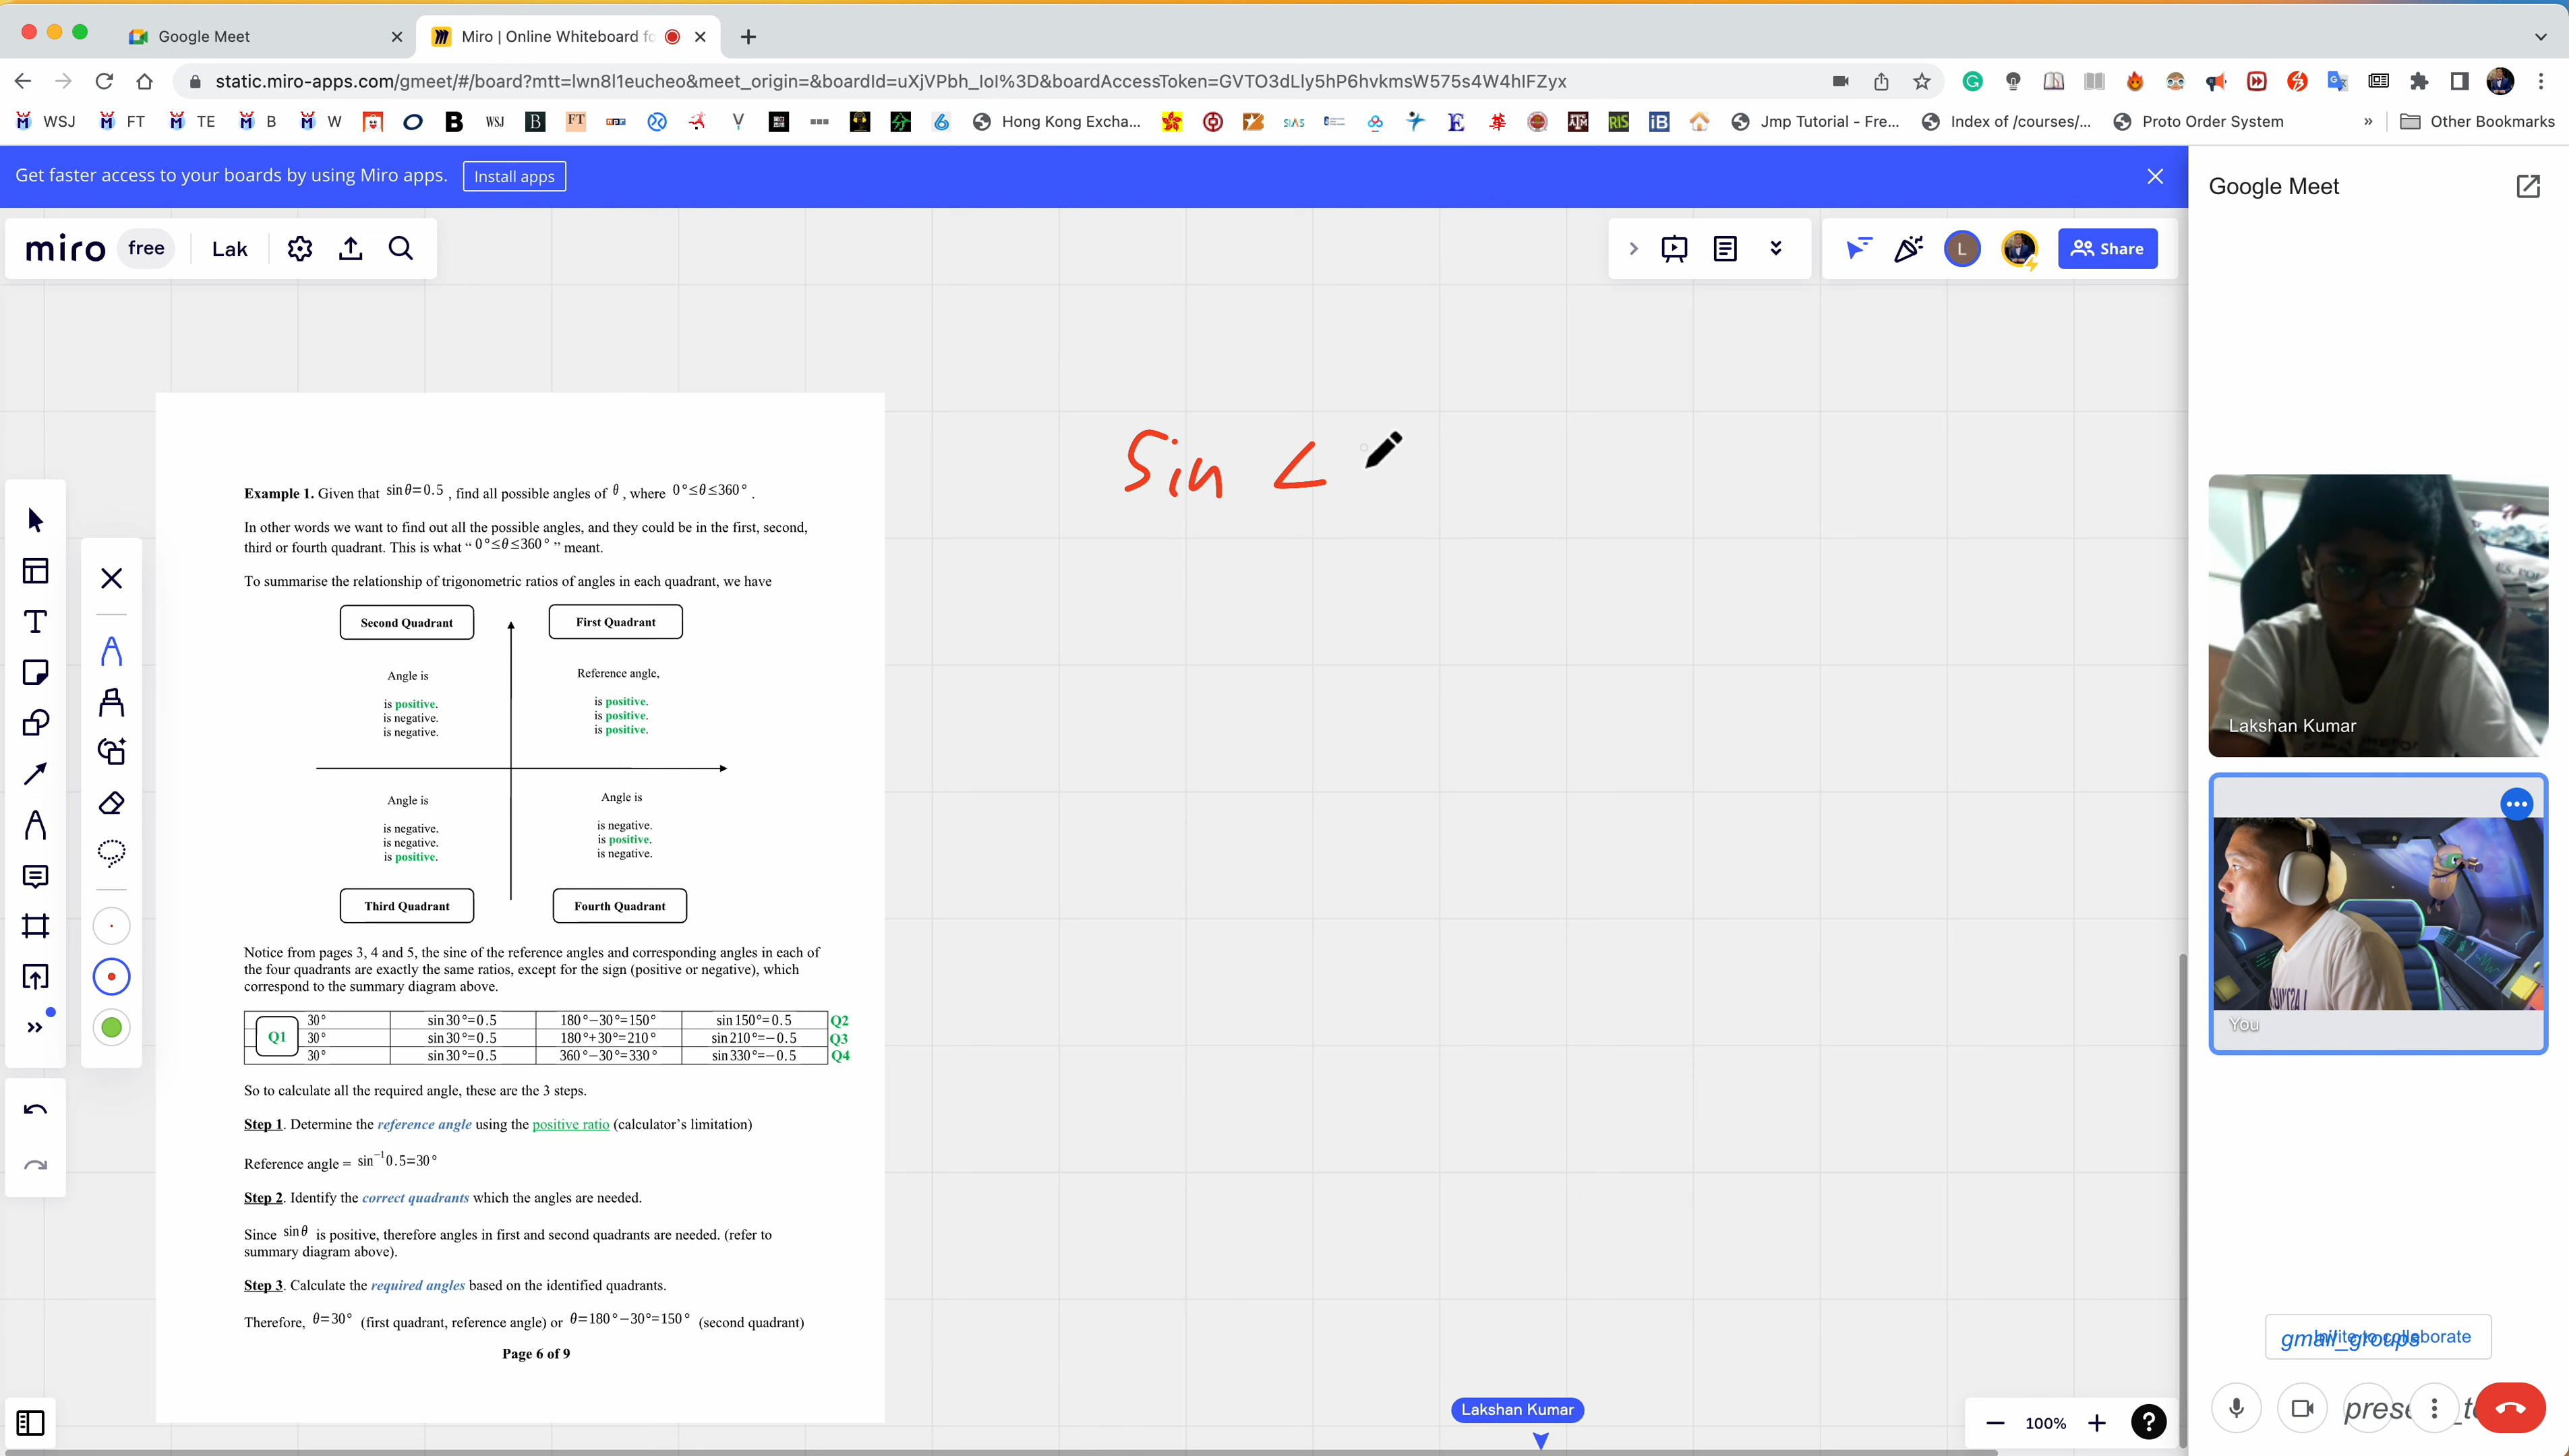 Google Meet
Miro | Online Whiteboard fo
static.miro-apps.com/gmeet/#/board?mtt=lwn8l1eucheo&meet_origin=&boardId=uXjVPbh_IoI%3D&boardAccessToken=GVTO3dLIy5hP6hvkmsW575s4W4hlFZyx
WSJ FT TE B W Hong Kong Excha... Jmp Tutorial - Fre... Index of /courses/... Proto Order System » Other Bookmarks
Get faster access to your boards by using Miro apps. Install apps
Google Meet
miro free Lak
L Share
Sin <
Example 1. Given that sin θ=0.5 , find all possible angles of θ , where 0°≤θ≤360° .
In other words we want to find out all the possible angles, and they could be in the first, second,
third or fourth quadrant. This is what “ 0°≤θ≤360° ” meant.
To summarise the relationship of trigonometric ratios of angles in each quadrant, we have
Second Quadrant First Quadrant
Angle is Reference angle,
is positive. is positive.
is negative. is positive.
is negative. is positive.
Angle is Angle is
is negative. is negative.
is negative. is positive.
is positive. is negative.
Third Quadrant Fourth Quadrant
Notice from pages 3, 4 and 5, the sine of the reference angles and corresponding angles in each of
the four quadrants are exactly the same ratios, except for the sign (positive or negative), which
correspond to the summary diagram above.
Q1
30° sin 30°=0.5 180°−30°=150° sin 150°=0.5 Q2
30° sin 30°=0.5 180°+30°=210° sin 210°=−0.5 Q3
30° sin 30°=0.5 360°−30°=330° sin 330°=−0.5 Q4
So to calculate all the required angle, these are the 3 steps.
Step 1. Determine the reference angle using the positive ratio (calculator’s limitation)
Reference angle = sin⁻¹0.5=30°
Step 2. Identify the correct quadrants which the angles are needed.
Since sin θ is positive, therefore angles in first and second quadrants are needed. (refer to
summary diagram above).
Step 3. Calculate the required angles based on the identified quadrants.
Therefore, θ=30° (first quadrant, reference angle) or θ=180°−30°=150° (second quadrant)
Page 6 of 9
Lakshan Kumar
100%
Lakshan Kumar
You
Invite to collaborate
gmail_groups